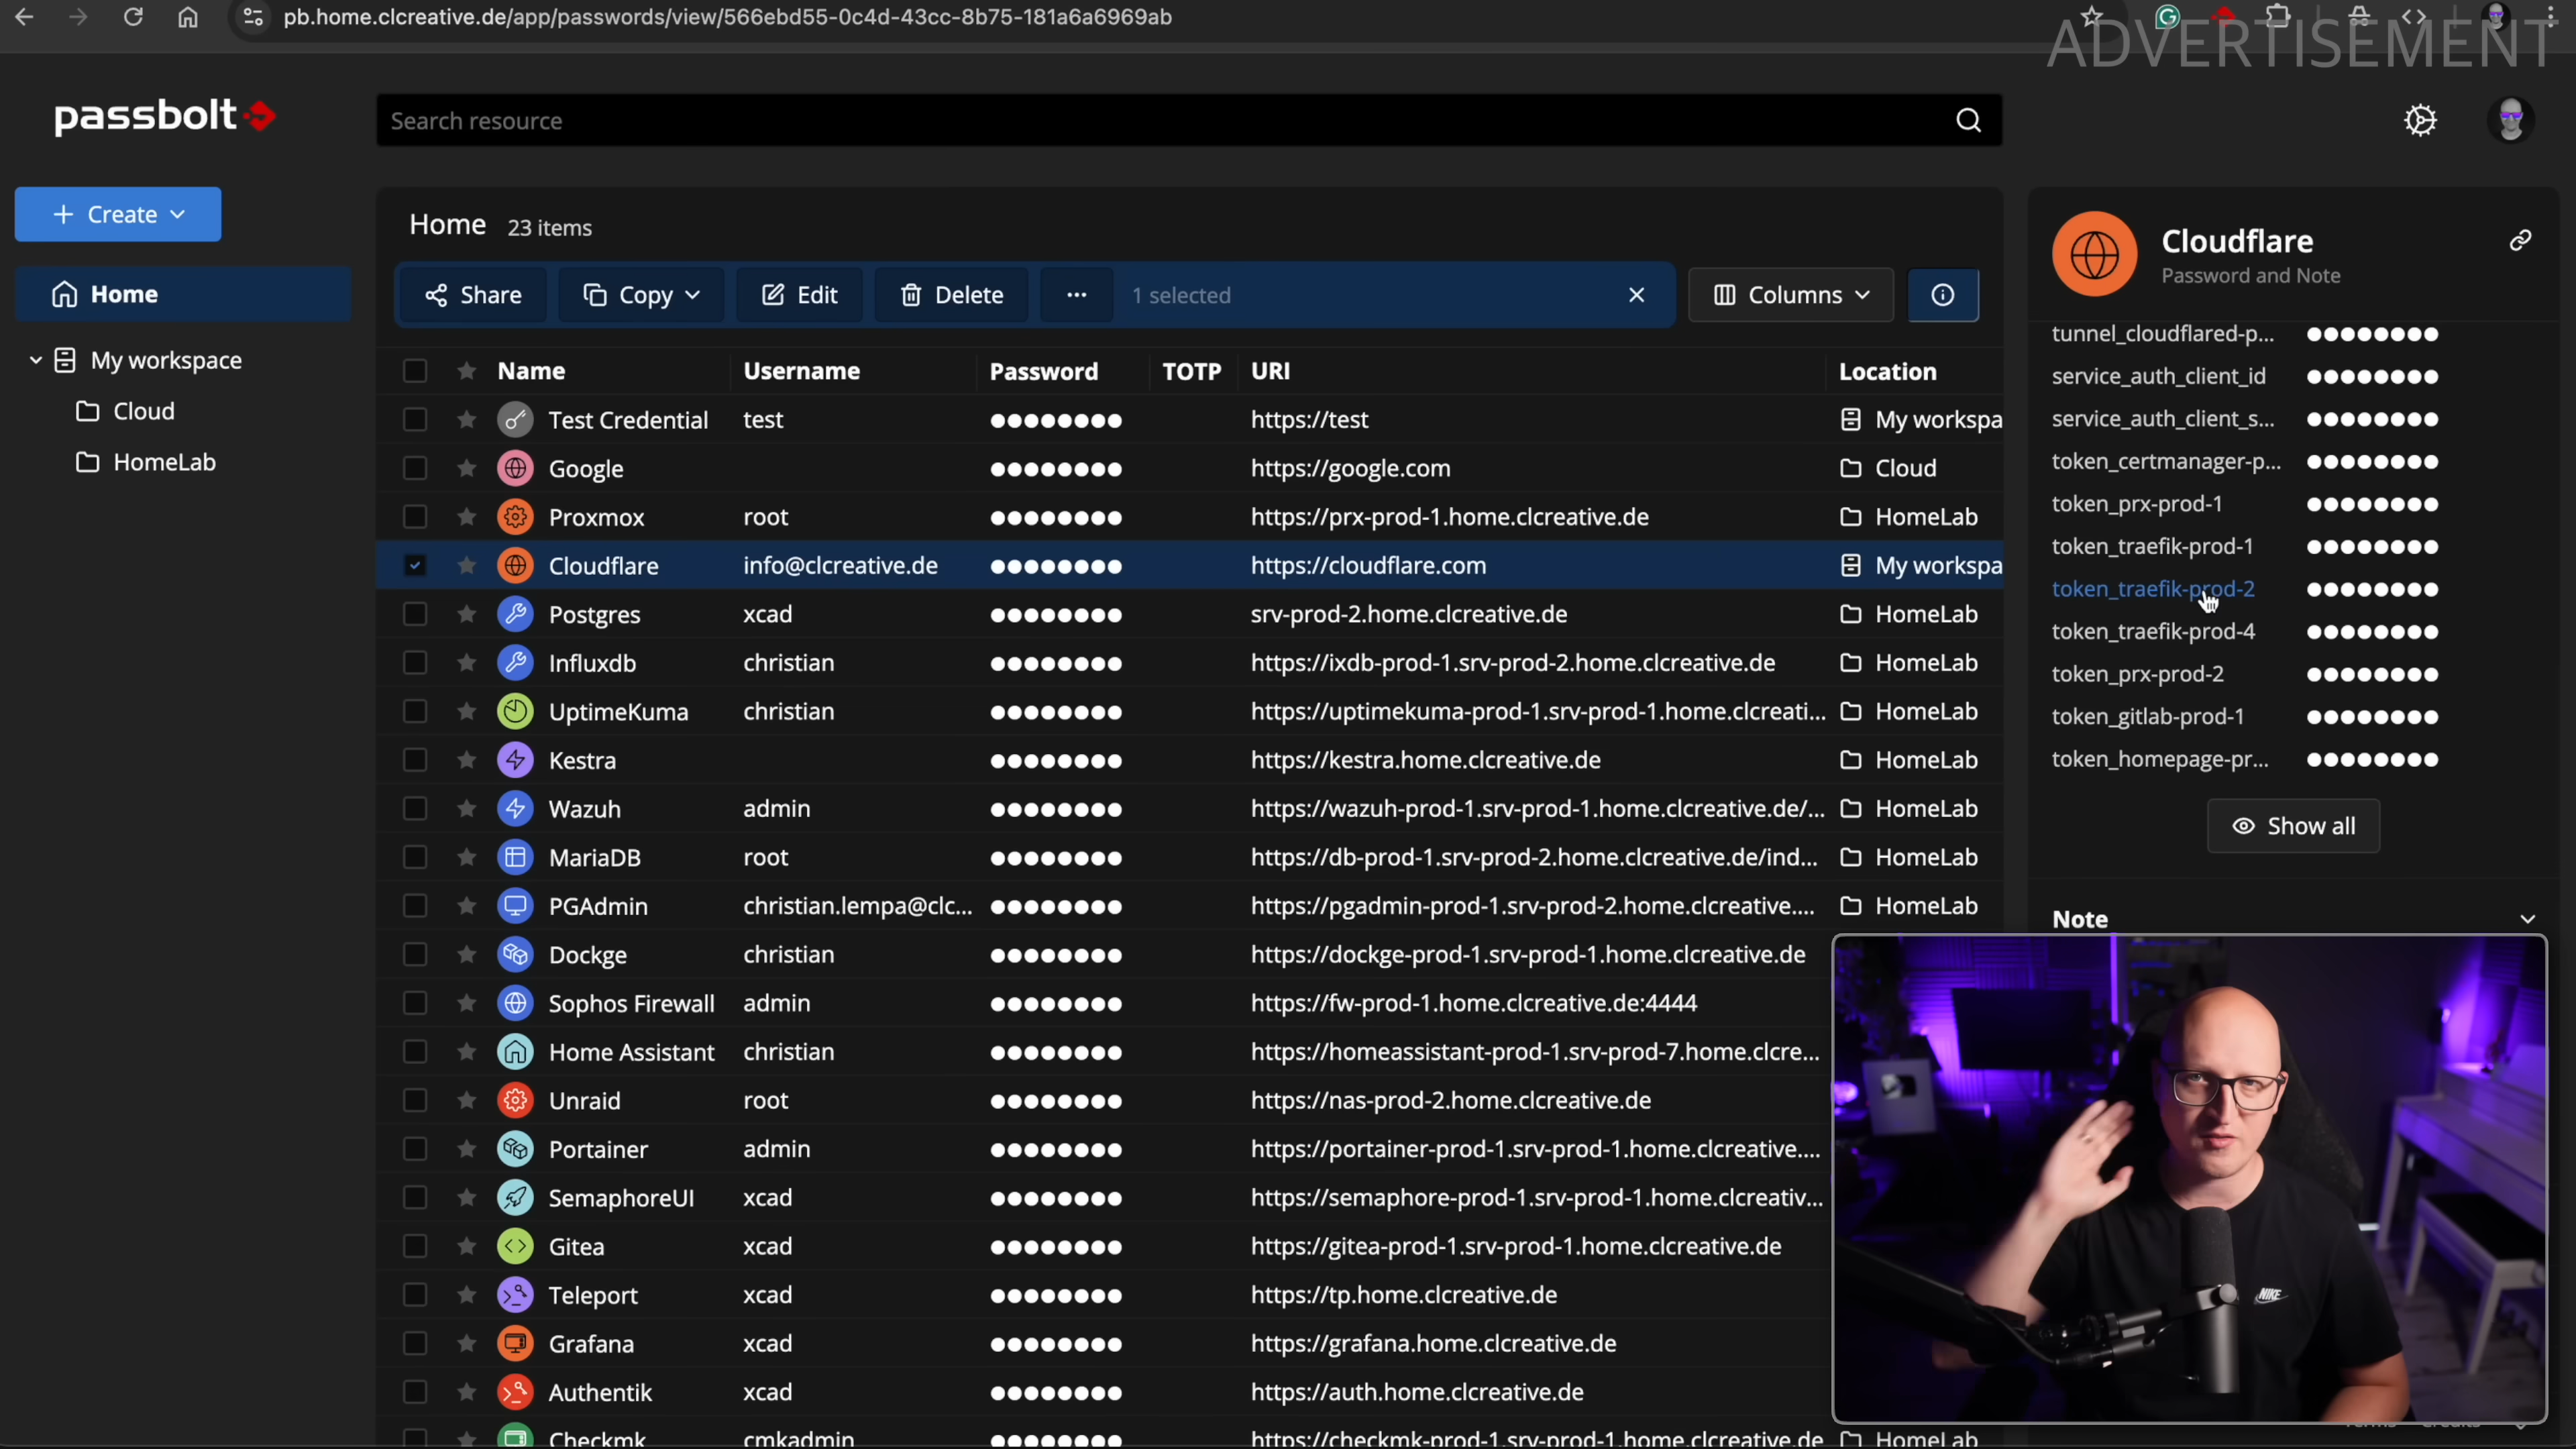 pb.home.clcreative.de/app/passwords/view/566ebd55-0c4d-43cc-8b75-181a6a6969ab
ADVERTISEMENT
passbolt
Search resource
Create
Home
My workspace
Cloud
HomeLab
Home 23 items
Share Copy Edit Delete ... 1 selected Columns
Name Username Password TOTP URI Location
Test Credential test ●●●●●●●● https://test My workspa
Google ●●●●●●●● https://google.com Cloud
Proxmox root ●●●●●●●● https://prx-prod-1.home.clcreative.de HomeLab
Cloudflare info@clcreative.de ●●●●●●●● https://cloudflare.com My workspa
Postgres xcad ●●●●●●●● srv-prod-2.home.clcreative.de HomeLab
Influxdb christian ●●●●●●●● https://ixdb-prod-1.srv-prod-2.home.clcreative.de HomeLab
UptimeKuma christian ●●●●●●●● https://uptimekuma-prod-1.srv-prod-1.home.clcreati... HomeLab
Kestra ●●●●●●●● https://kestra.home.clcreative.de HomeLab
Wazuh admin ●●●●●●●● https://wazuh-prod-1.srv-prod-1.home.clcreative.de/... HomeLab
MariaDB root ●●●●●●●● https://db-prod-1.srv-prod-2.home.clcreative.de/ind... HomeLab
PGAdmin christian.lempa@clc... ●●●●●●●● https://pgadmin-prod-1.srv-prod-2.home.clcreative.... HomeLab
Dockge christian ●●●●●●●● https://dockge-prod-1.srv-prod-1.home.clcreative.de
Sophos Firewall admin ●●●●●●●● https://fw-prod-1.home.clcreative.de:4444
Home Assistant christian ●●●●●●●● https://homeassistant-prod-1.srv-prod-7.home.clcre...
Unraid root ●●●●●●●● https://nas-prod-2.home.clcreative.de
Portainer admin ●●●●●●●● https://portainer-prod-1.srv-prod-1.home.clcreative....
SemaphoreUI xcad ●●●●●●●● https://semaphore-prod-1.srv-prod-1.home.clcreativ...
Gitea xcad ●●●●●●●● https://gitea-prod-1.srv-prod-1.home.clcreative.de
Teleport xcad ●●●●●●●● https://tp.home.clcreative.de
Grafana xcad ●●●●●●●● https://grafana.home.clcreative.de
Authentik xcad ●●●●●●●● https://auth.home.clcreative.de
Checkmk cmkadmin ●●●●●●●● https://checkmk-prod-1.srv-prod-1.home.clcreative.de HomeLab
Cloudflare
Password and Note
tunnel_cloudflared-p... ●●●●●●●●
service_auth_client_id ●●●●●●●●
service_auth_client_s... ●●●●●●●●
token_certmanager-p... ●●●●●●●●
token_prx-prod-1 ●●●●●●●●
token_traefik-prod-1 ●●●●●●●●
token_traefik-prod-2 ●●●●●●●●
token_traefik-prod-4 ●●●●●●●●
token_prx-prod-2 ●●●●●●●●
token_gitlab-prod-1 ●●●●●●●●
token_homepage-pr... ●●●●●●●●
Show all
Note
NIKE